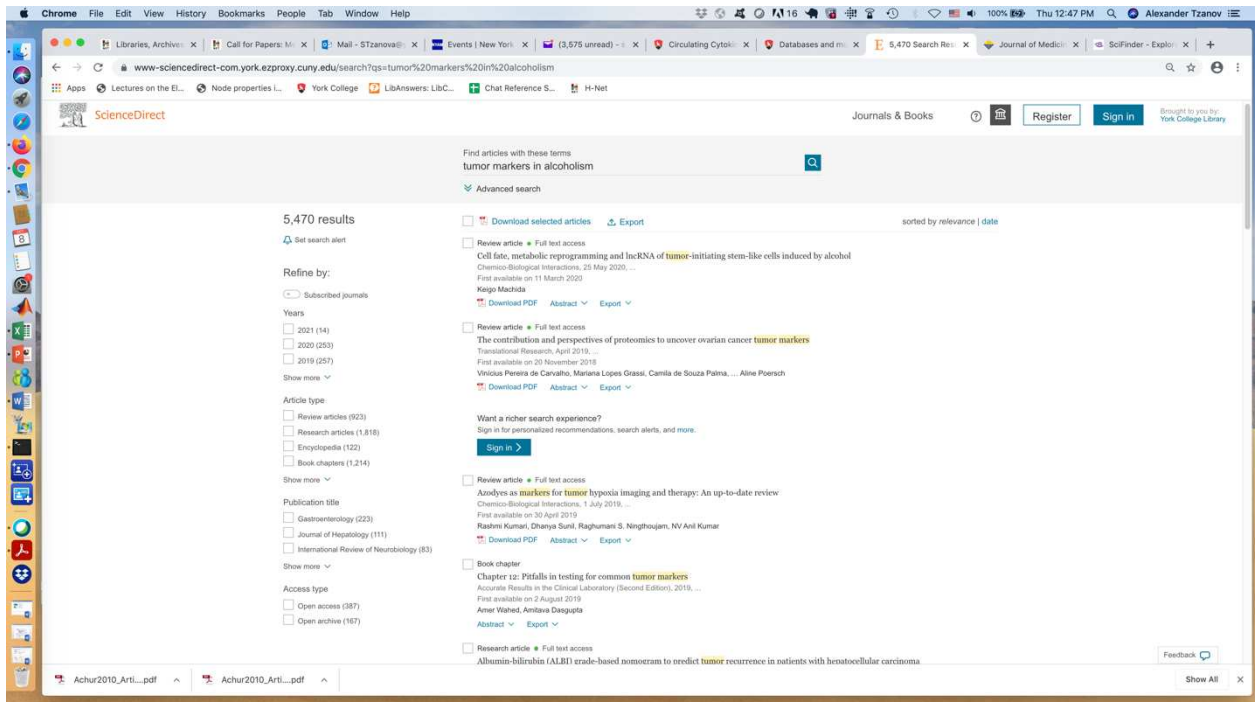 Chrome File Edit View History Bookmarks People Tab Window Help
16 100% Thu 12:47 PM Alexander Tzanov
Libraries, Archives Call for Papers: Mail - STzanova@ Events | New York (3,575 unread) - Circulating Cytokin Databases and m 5,470 Search Res Journal of Medicin SciFinder - Explor
www-sciencedirect-com.york.ezproxy.cuny.edu/search?qs=tumor%20markers%20in%20alcoholism
Apps Lectures on the El... Node properties i... York College LibAnswers: LibC... Chat Reference S... H-Net
ScienceDirect
Journals & Books
Register
Sign in
Brought to you by:
York College Library
Find articles with these terms
tumor markers in alcoholism
Advanced search
5,470 results
Set search alert
Refine by:
Subscribed journals
Years
2021 (14)
2020 (253)
2019 (257)
Show more
Article type
Review articles (923)
Research articles (1,818)
Encyclopedia (122)
Book chapters (1,214)
Show more
Publication title
Gastroenterology (223)
Journal of Hepatology (111)
International Review of Neurobiology (83)
Show more
Access type
Open access (387)
Open archive (167)
Download selected articles Export
sorted by relevance | date
Review article Full text access
Cell fate, metabolic reprogramming and lncRNA of tumor-initiating stem-like cells induced by alcohol
Chemico-Biological Interactions, 25 May 2020, ...
First available on 11 March 2020
Keigo Machida
Download PDF Abstract Export
Review article Full text access
The contribution and perspectives of proteomics to uncover ovarian cancer tumor markers
Translational Research, April 2019, ...
First available on 20 November 2018
Vinícius Pereira de Carvalho, Mariana Lopes Grassi, Camila de Souza Palma, ... Aline Poersch
Download PDF Abstract Export
Want a richer search experience?
Sign in for personalized recommendations, search alerts, and more.
Sign in
Review article Full text access
Azodyes as markers for tumor hypoxia imaging and therapy: An up-to-date review
Chemico-Biological Interactions, 1 July 2019, ...
First available on 30 April 2019
Rashmi Kumari, Dhanya Sunil, Raghumani S. Ningthoujam, NV Anil Kumar
Download PDF Abstract Export
Book chapter
Chapter 12: Pitfalls in testing for common tumor markers
Accurate Results in the Clinical Laboratory (Second Edition), 2019, ...
First available on 2 August 2019
Amer Wahed, Amitava Dasgupta
Abstract Export
Research article Full text access
Albumin-bilirubin (ALBI) grade-based nomogram to predict tumor recurrence in patients with hepatocellular carcinoma
Feedback
Achur2010_Arti....pdf Achur2010_Arti....pdf
Show All